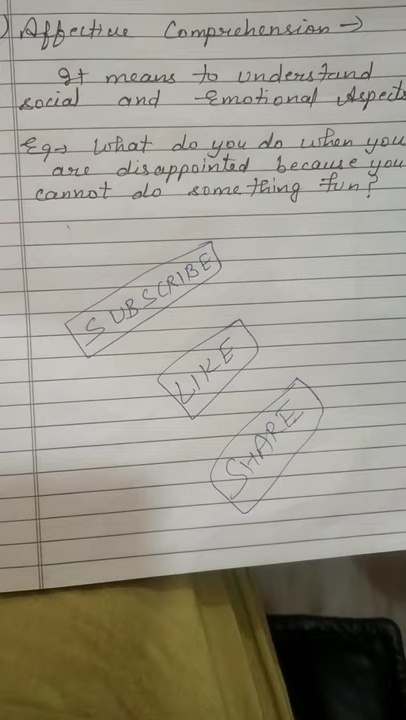 ) Affective Comprehension →
It means to understand
social and Emotional Aspects
Eg→ What do you do when you
are disappointed because you
cannot do something fun?
SUBSCRIBE
LIKE
SHARE